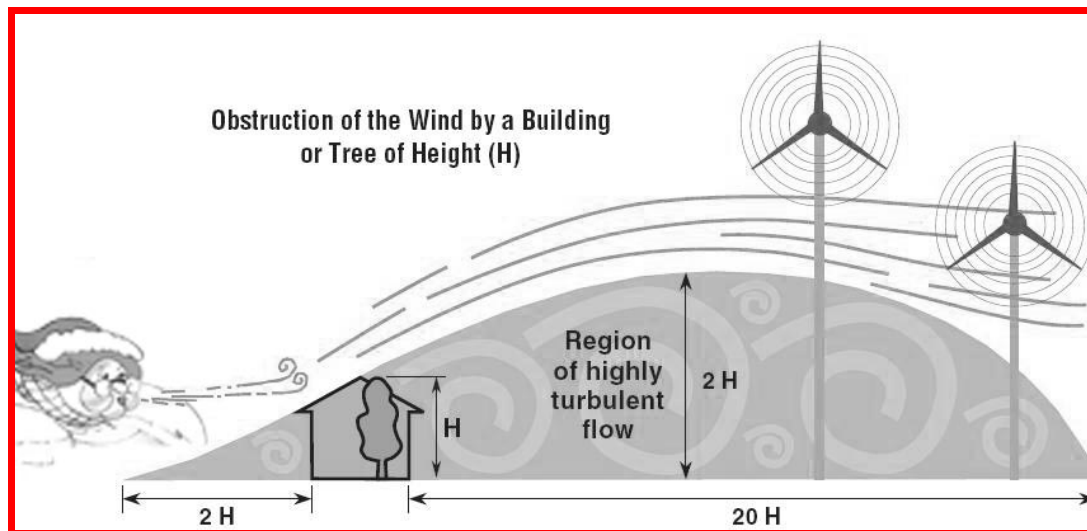 Obstruction of the Wind by a Building
or Tree of Height (H)
Region
of highly
turbulent
flow
2 H
H
2 H
20 H